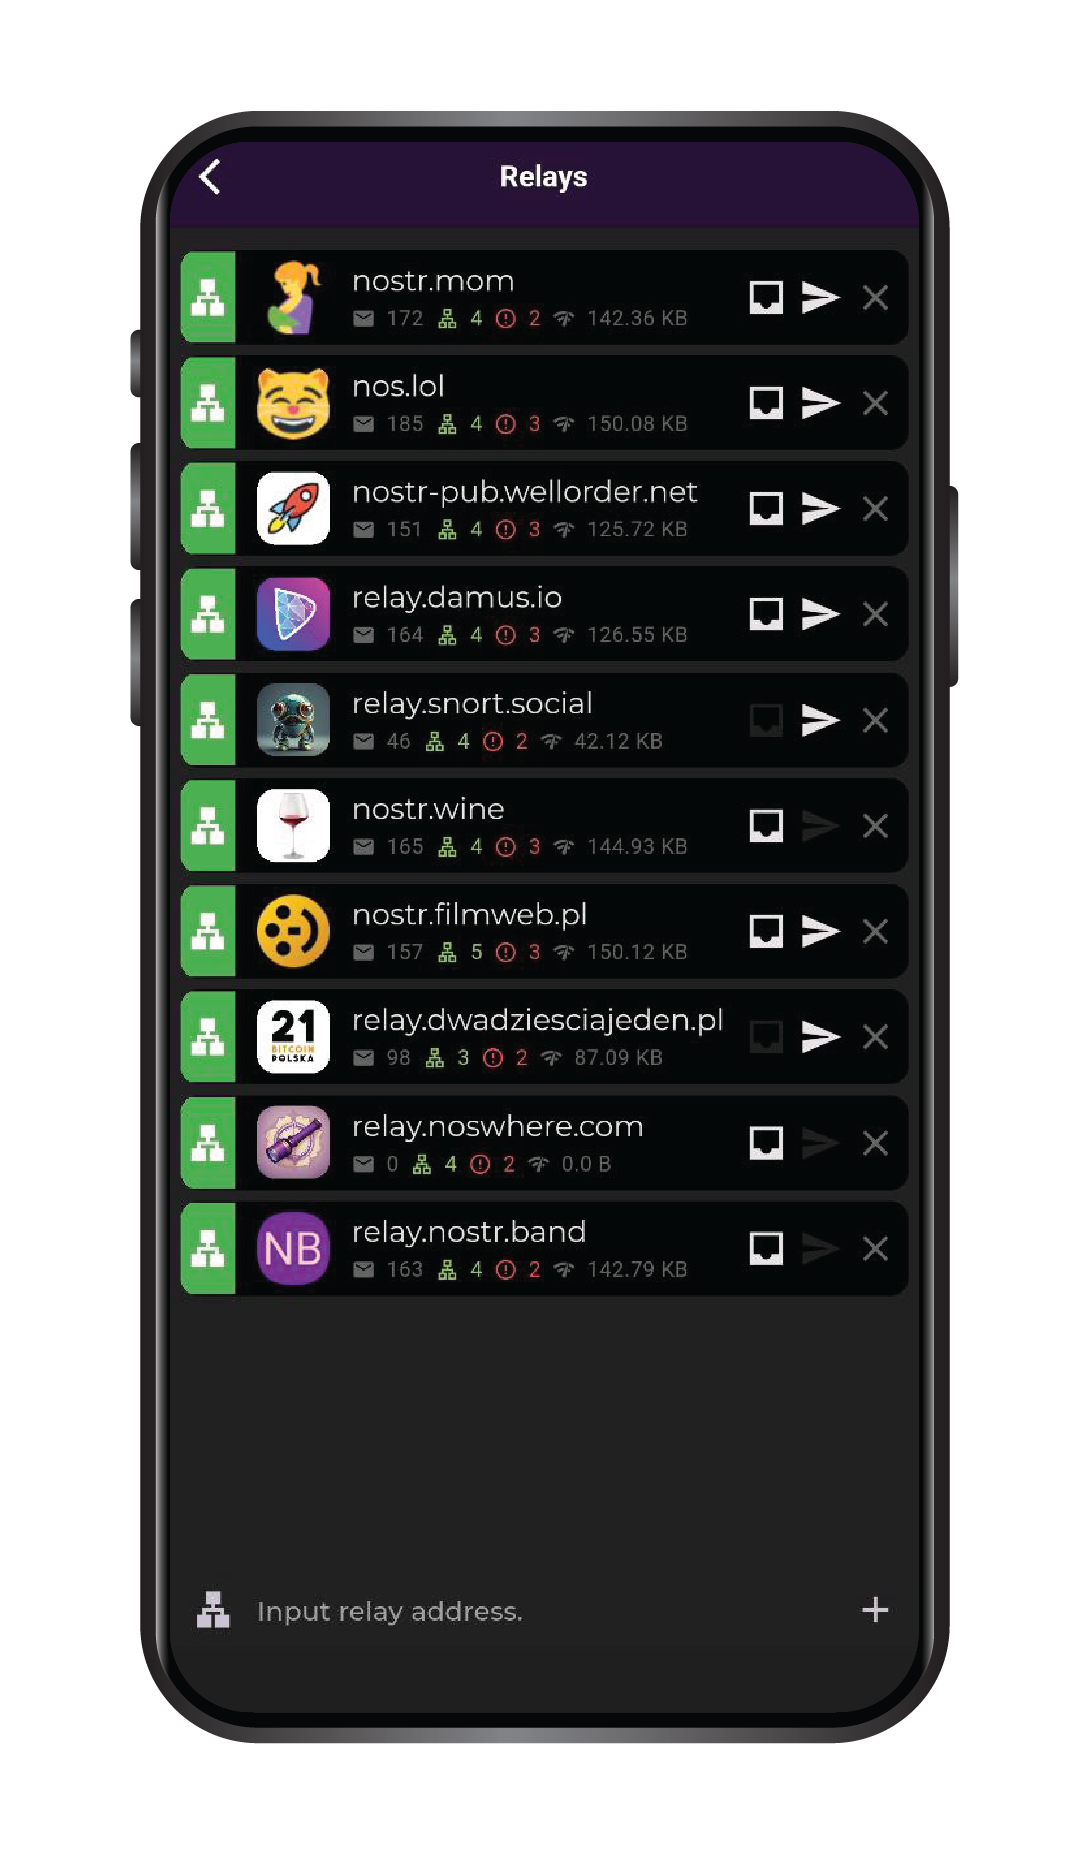 Relays
nostr.mom
172 4 2 142.36 KB
nos.lol
185 4 3 150.08 KB
nostr-pub.wellorder.net
151 4 3 125.72 KB
relay.damus.io
164 4 3 126.55 KB
relay.snort.social
46 4 2 42.12 KB
nostr.wine
165 4 3 144.93 KB
nostr.filmweb.pl
157 5 3 150.12 KB
21
BITCOIN
POLSKA
relay.dwadziesciajeden.pl
98 3 2 87.09 KB
relay.noswhere.com
0 4 2 0.0 B
NB
relay.nostr.band
163 4 2 142.79 KB
Input relay address.